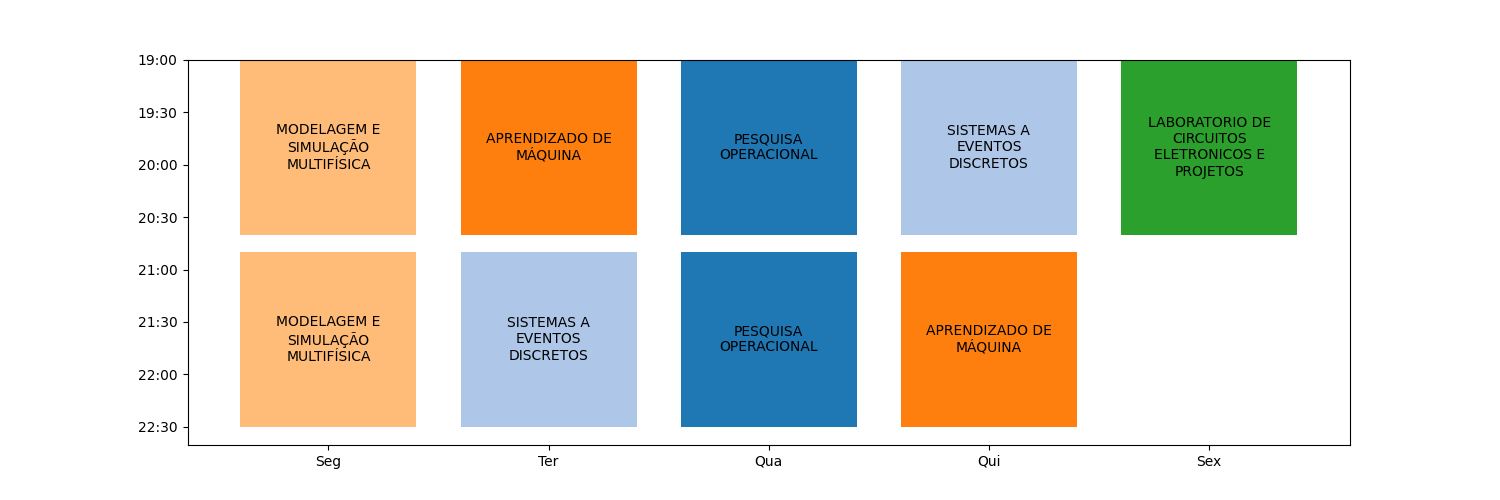 19:00
19:30
20:00
20:30
21:00
21:30
22:00
22:30
MODELAGEM E
SIMULAÇÃO
MULTIFÍSICA
APRENDIZADO DE
MÁQUINA
PESQUISA
OPERACIONAL
SISTEMAS A
EVENTOS
DISCRETOS
LABORATORIO DE
CIRCUITOS
ELETRONICOS E
PROJETOS
MODELAGEM E
SIMULAÇÃO
MULTIFÍSICA
SISTEMAS A
EVENTOS
DISCRETOS
PESQUISA
OPERACIONAL
APRENDIZADO DE
MÁQUINA
Seg
Ter
Qua
Qui
Sex